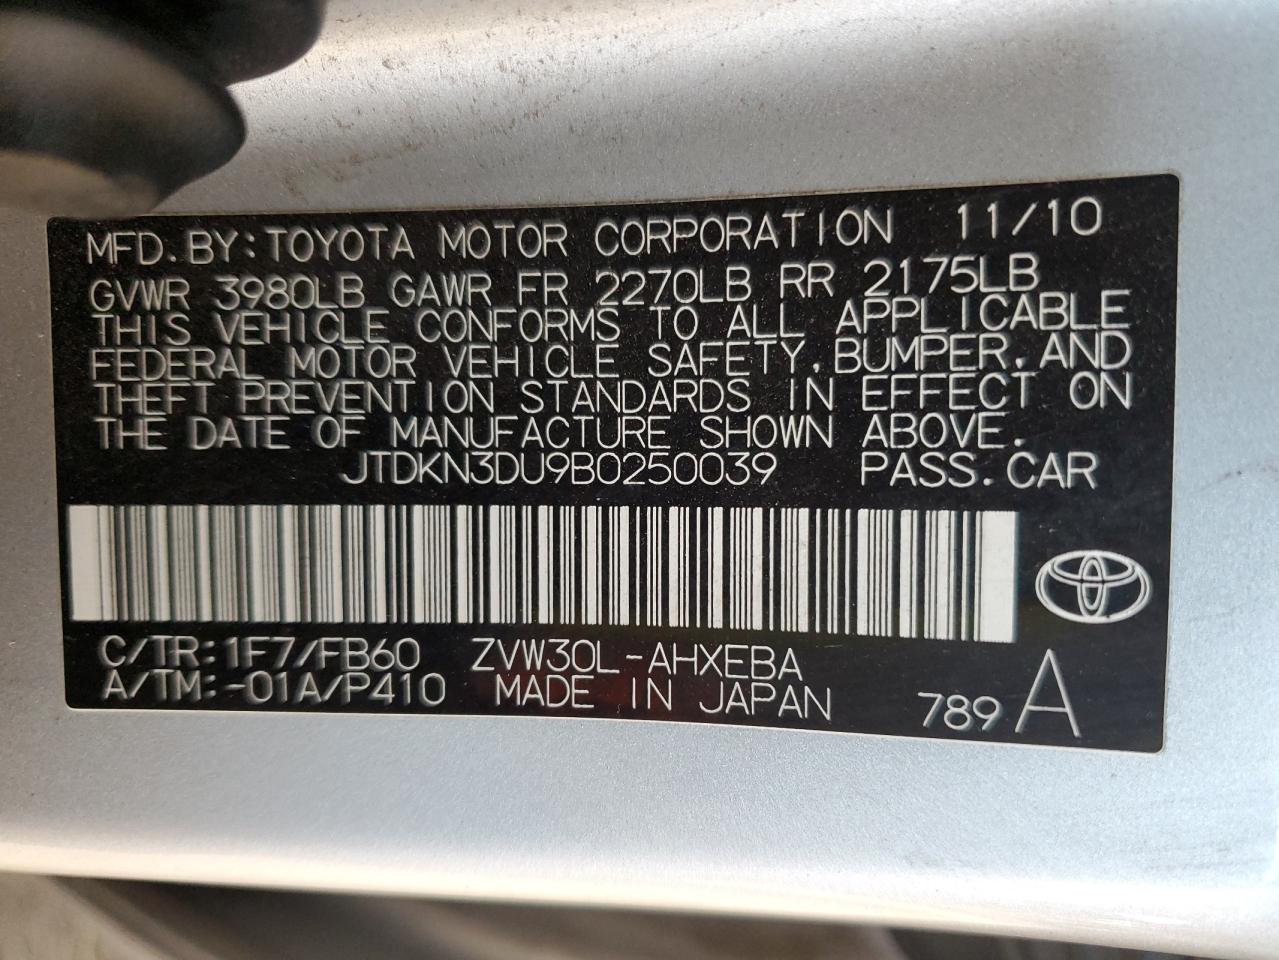 MFD. BY: TOYOTA MOTOR CORPORATION 11/10
GVWR 3980LB GAWR FR 2270LB RR 2175LB
THIS VEHICLE CONFORMS TO ALL APPLICABLE
FEDERAL MOTOR VEHICLE SAFETY, BUMPER, AND
THEFT PREVENTION STANDARDS IN EFFECT ON
THE DATE OF MANUFACTURE SHOWN ABOVE.
JTDKN3DU9B0250039 PASS. CAR
C/TR: 1F7/FB60 ZVW30L-AHXEBA
A/TM: -01A/P410 MADE IN JAPAN 789 A